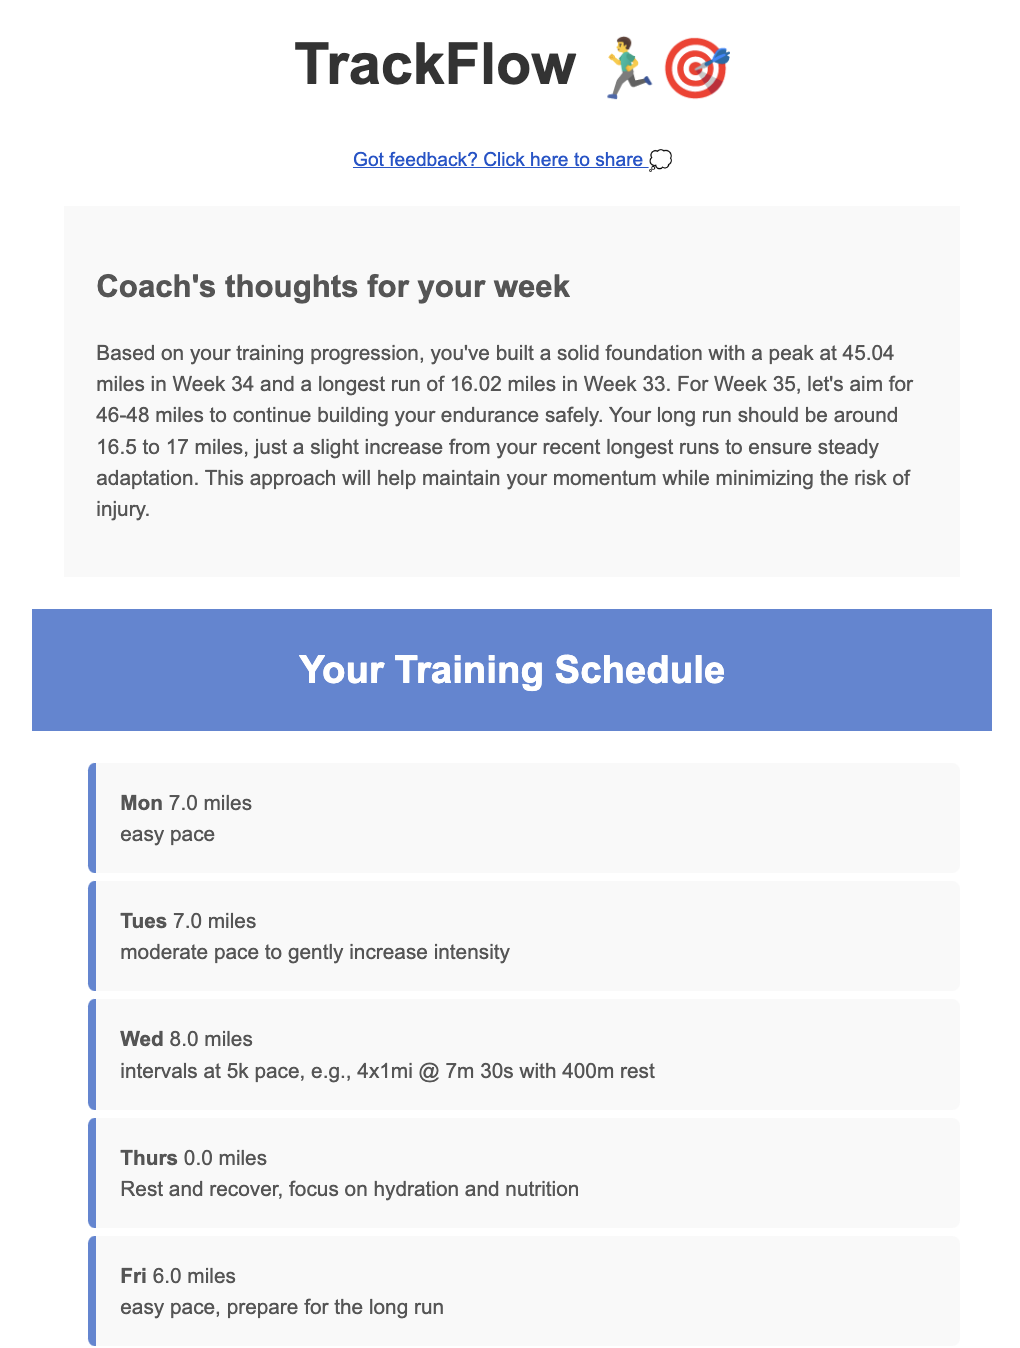 TrackFlow 🏃‍♂️🎯
Got feedback? Click here to share 💭
Coach's thoughts for your week
Based on your training progression, you've built a solid foundation with a peak at 45.04
miles in Week 34 and a longest run of 16.02 miles in Week 33. For Week 35, let's aim for
46-48 miles to continue building your endurance safely. Your long run should be around
16.5 to 17 miles, just a slight increase from your recent longest runs to ensure steady
adaptation. This approach will help maintain your momentum while minimizing the risk of
injury.
Your Training Schedule
Mon 7.0 miles
easy pace
Tues 7.0 miles
moderate pace to gently increase intensity
Wed 8.0 miles
intervals at 5k pace, e.g., 4x1mi @ 7m 30s with 400m rest
Thurs 0.0 miles
Rest and recover, focus on hydration and nutrition
Fri 6.0 miles
easy pace, prepare for the long run